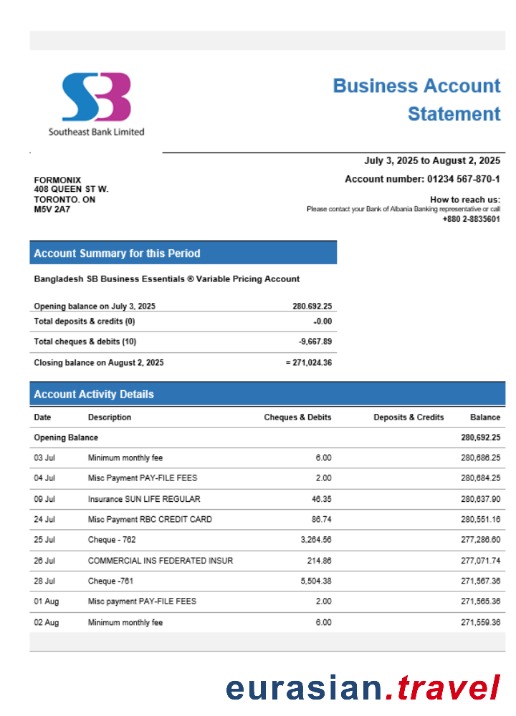 SB
Southeast Bank Limited
Business Account
Statement
July 3, 2025 to August 2, 2025
Account number: 01234 567-870-1
FORMONIX
408 QUEEN ST W.
TORONTO. ON
M5V 2A7
How to reach us:
Please contact your Bank of Albania Banking representative or call
+880 2-8835601
Account Summary for this Period
Bangladesh SB Business Essentials ® Variable Pricing Account
Opening balance on July 3, 2025 280.692.25
Total deposits & credits (0) -0.00
Total cheques & debits (10) -9,667.89
Closing balance on August 2, 2025 = 271,024.36
Account Activity Details
Date Description Cheques & Debits Deposits & Credits Balance
Opening Balance 280,692.25
03 Jul Minimum monthly fee 6.00 280,686.25
04 Jul Misc Payment PAY-FILE FEES 2.00 280,684.25
09 Jul Insurance SUN LIFE REGULAR 46.35 280,637.90
24 Jul Misc Payment RBC CREDIT CARD 86.74 280,551.16
25 Jul Cheque - 762 3,264.56 277,286.60
26 Jul COMMERCIAL INS FEDERATED INSUR 214.86 277,071.74
28 Jul Cheque -761 5,504.38 271,567.36
01 Aug Misc payment PAY-FILE FEES 2.00 271,565.36
02 Aug Minimum monthly fee 6.00 271,559.36
eurasian.travel